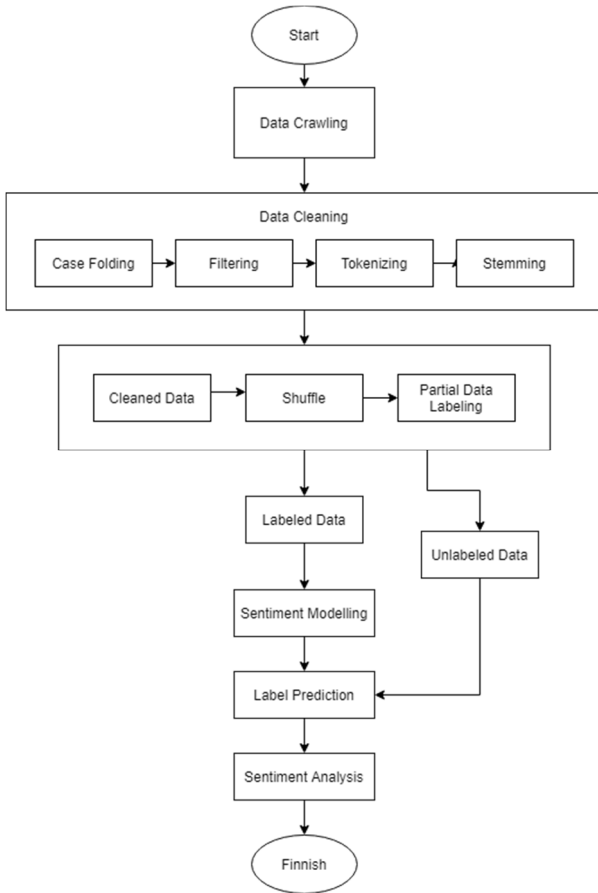 Start
Data Crawling
Data Cleaning
Case Folding
Filtering
Tokenizing
Stemming
Cleaned Data
Shuffle
Partial Data
Labeling
Labeled Data
Unlabeled Data
Sentiment Modelling
Label Prediction
Sentiment Analysis
Finnish